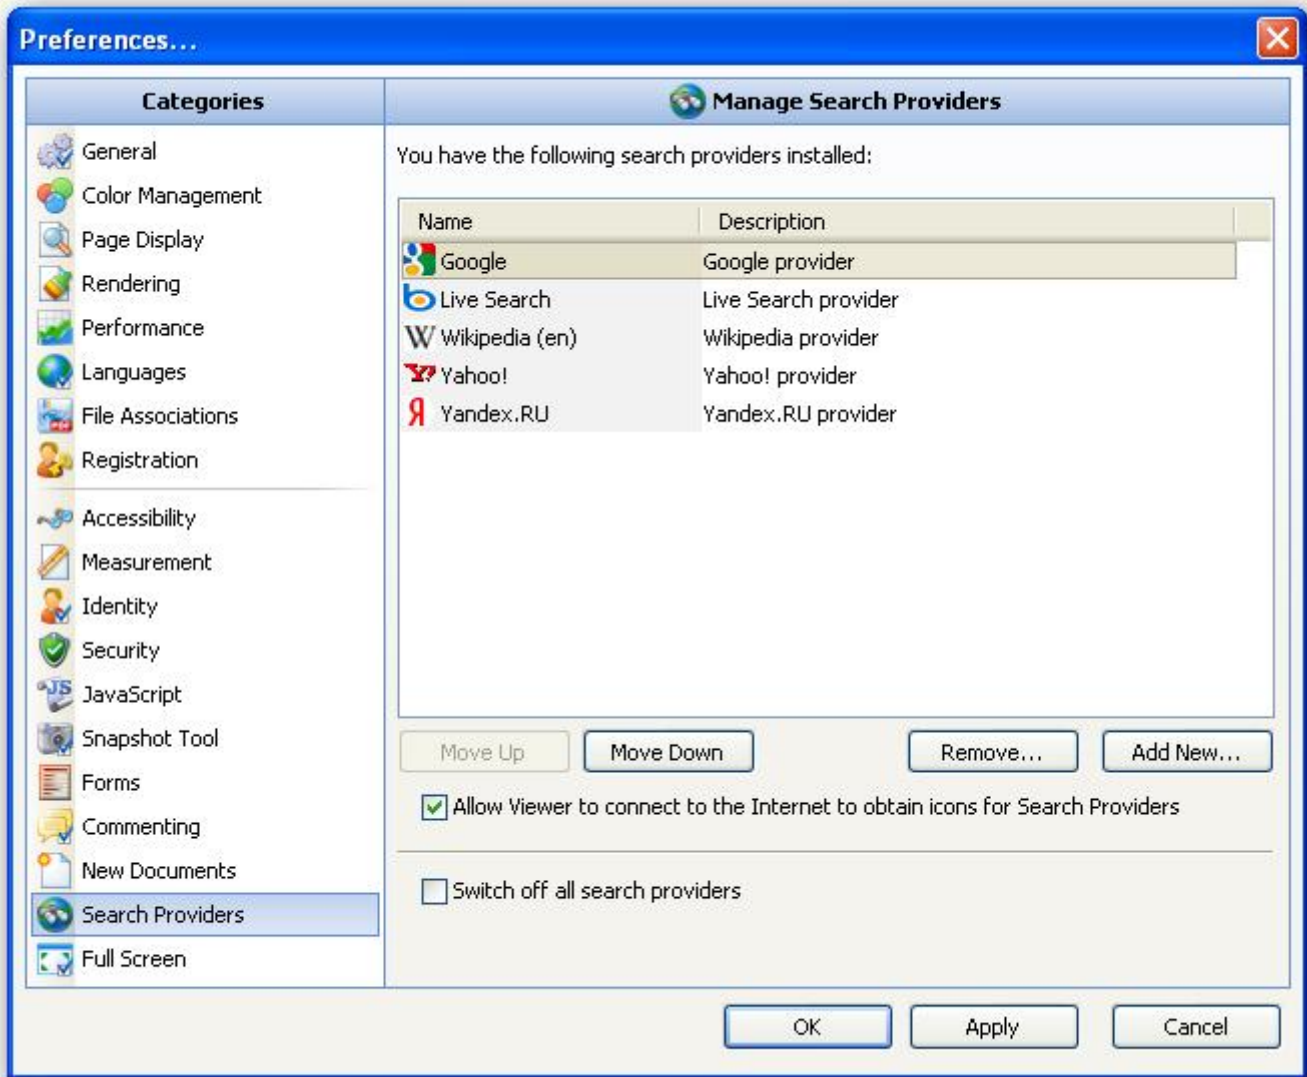 Preferences...
Categories
General
Color Management
Page Display
Rendering
Performance
Languages
File Associations
Registration
Accessibility
Measurement
Identity
Security
JavaScript
Snapshot Tool
Forms
Commenting
New Documents
Search Providers
Full Screen
Manage Search Providers
You have the following search providers installed:
Name Description
Google Google provider
Live Search Live Search provider
Wikipedia (en) Wikipedia provider
Yahoo! Yahoo! provider
Yandex.RU Yandex.RU provider
Move Up Move Down Remove... Add New...
Allow Viewer to connect to the Internet to obtain icons for Search Providers
Switch off all search providers
OK Apply Cancel